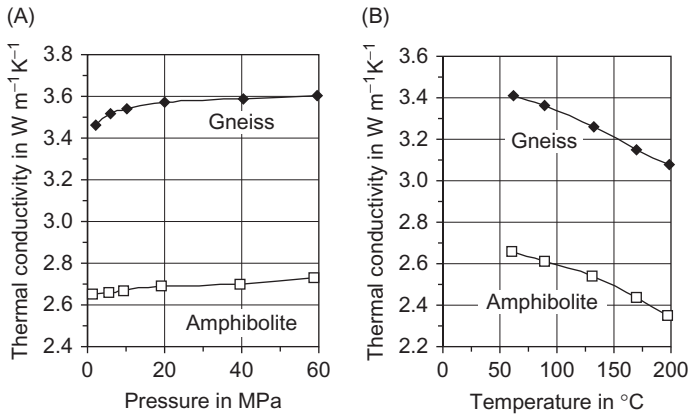 (A)
Thermal conductivity in W m⁻¹K⁻¹
3.8
3.6
3.4
3.2
3.0
2.8
2.6
2.4
Gneiss
Amphibolite
0 20 40 60
Pressure in MPa
(B)
Thermal conductivity in W m⁻¹K⁻¹
3.6
3.4
3.2
3.0
2.8
2.6
2.4
2.2
Gneiss
Amphibolite
0 50 100 150 200
Temperature in °C